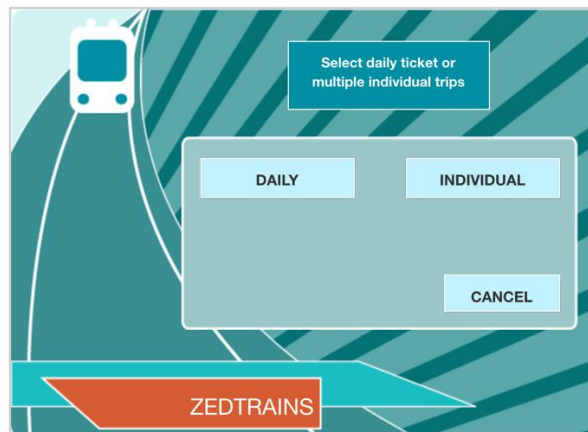 Select daily ticket or
multiple individual trips
DAILY
INDIVIDUAL
CANCEL
ZEDTRAINS